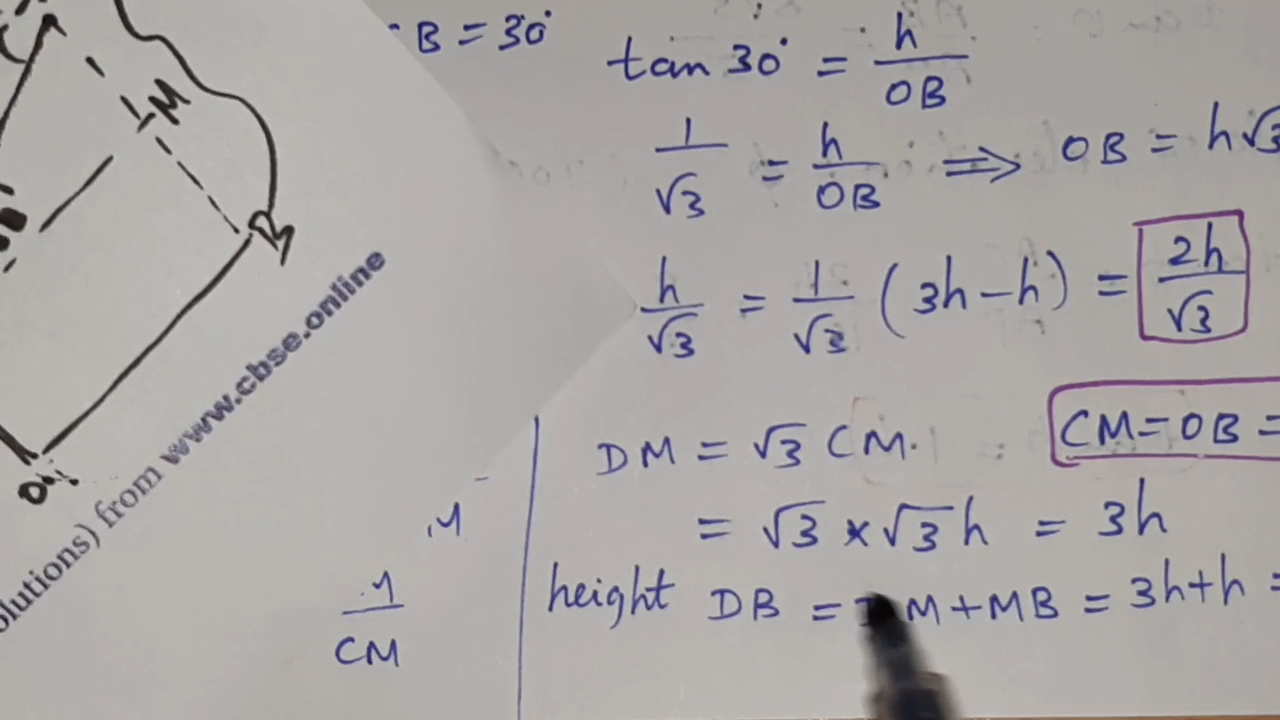 B = 30°
tan 30° = h/OB
1/√3 = h/OB ⇒ OB = h√3
h/√3 = 1/√3 (3h - h) = 2h/√3
DM = √3 CM.
CM = OB =
= √3 × √3 h = 3h
height DB = M + MB = 3h + h =
CM
M
B
O
olutions) from www.cbse.online